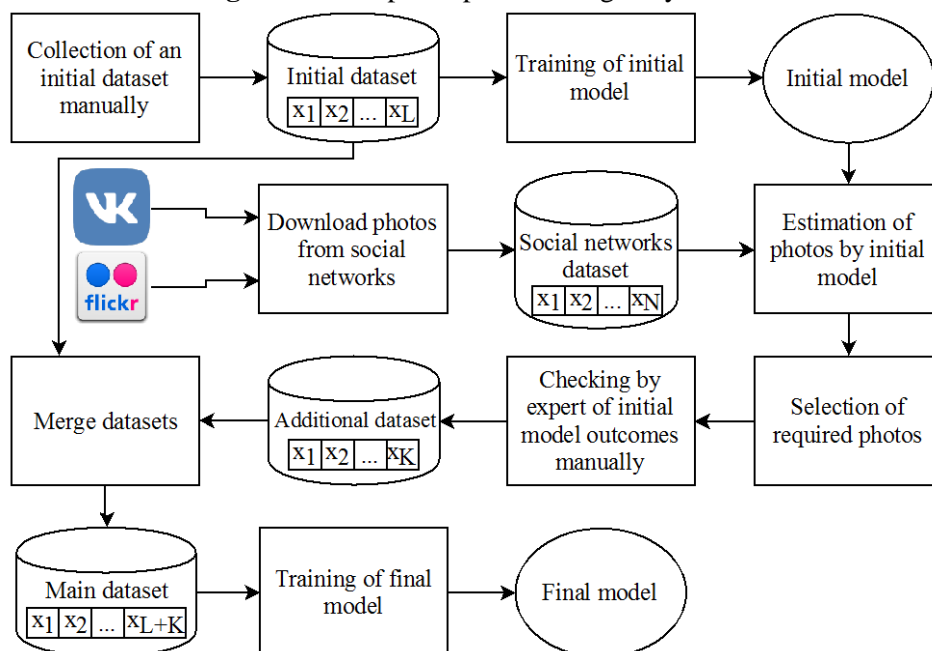 Collection of an
initial dataset
manually
Initial dataset
x1 x2 ... xL
Training of initial
model
Initial model
VK
flickr
Download photos
from social
networks
Social networks
dataset
x1 x2 ... xN
Estimation of
photos by initial
model
Merge datasets
Additional dataset
x1 x2 ... xK
Checking by
expert of initial
model outcomes
manually
Selection of
required photos
Main dataset
x1 x2 ... xL+K
Training of final
model
Final model